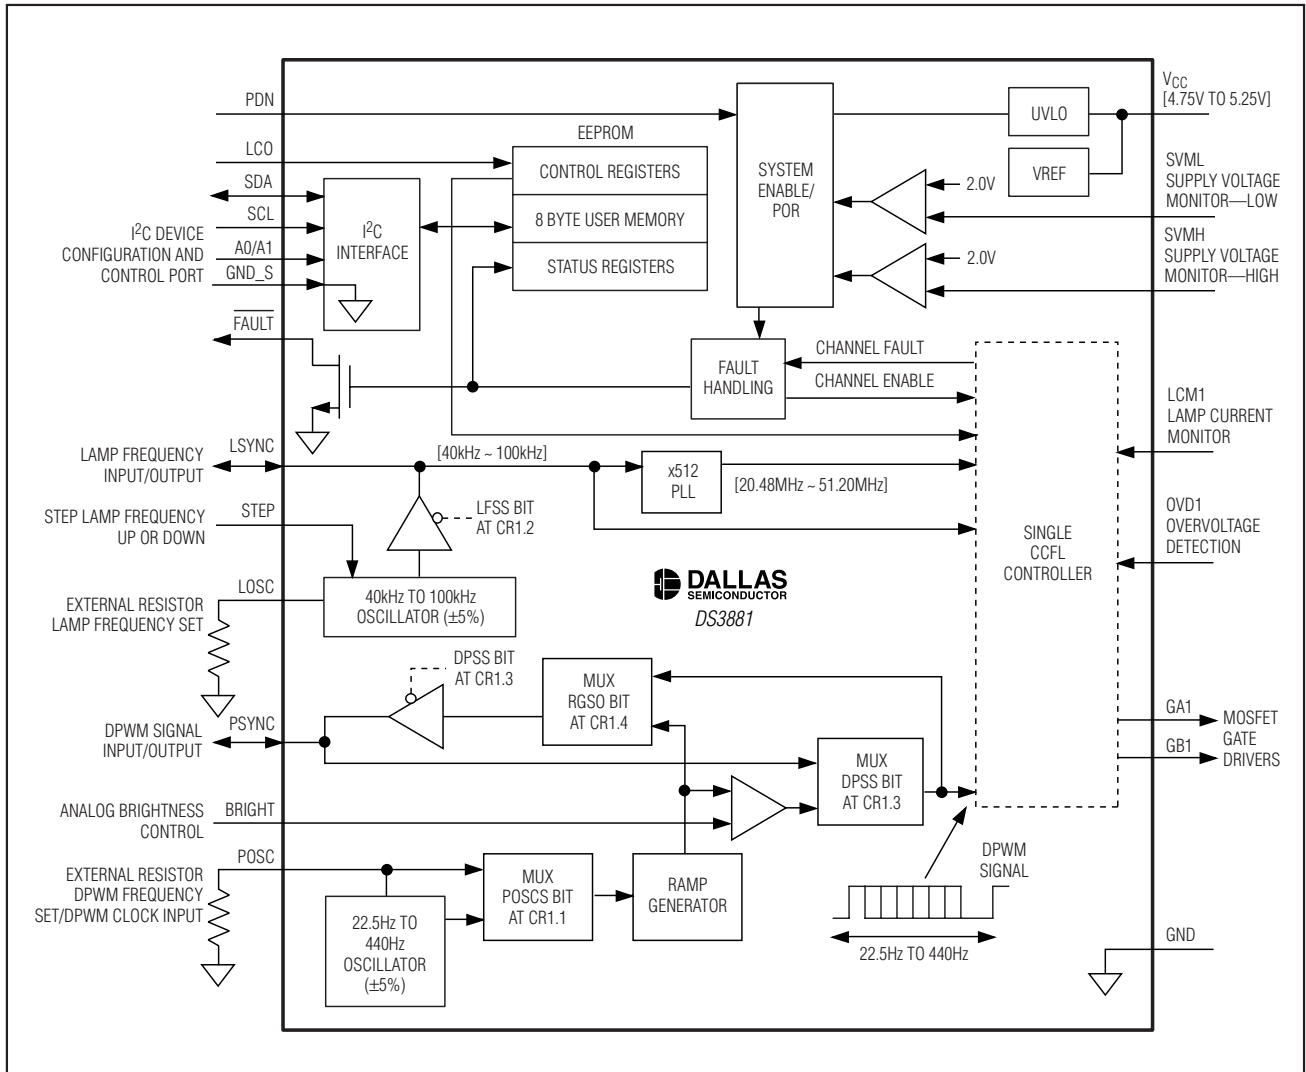 VCC
[4.75V TO 5.25V]
PDN
UVLO
EEPROM
LCO
CONTROL REGISTERS
SYSTEM
ENABLE/
POR
VREF
SVML
SUPPLY VOLTAGE
MONITOR—LOW
SDA
2.0V
I2C DEVICE
CONFIGURATION AND
CONTROL PORT
SCL
A0/A1
GND_S
I2C
INTERFACE
8 BYTE USER MEMORY
STATUS REGISTERS
2.0V
SVMH
SUPPLY VOLTAGE
MONITOR—HIGH
FAULT
FAULT
HANDLING
CHANNEL FAULT
CHANNEL ENABLE
LCM1
LAMP CURRENT
MONITOR
LAMP FREQUENCY
INPUT/OUTPUT
LSYNC
[40kHz ~ 100kHz]
x512
PLL
[20.48MHz ~ 51.20MHz]
STEP LAMP FREQUENCY
UP OR DOWN
STEP
LFSS BIT
AT CR1.2
OVD1
OVERVOLTAGE
DETECTION
SINGLE
CCFL
CONTROLLER
EXTERNAL RESISTOR
LAMP FREQUENCY SET
LOSC
40kHz TO 100kHz
OSCILLATOR (±5%)
DALLAS
SEMICONDUCTOR
DS3881
DPSS BIT
AT CR1.3
MUX
RGSO BIT
AT CR1.4
DPWM SIGNAL
INPUT/OUTPUT
PSYNC
GA1
GB1
MOSFET
GATE
DRIVERS
MUX
DPSS BIT
AT CR1.3
ANALOG BRIGHTNESS
CONTROL
BRIGHT
EXTERNAL RESISTOR
DPWM FREQUENCY
SET/DPWM CLOCK INPUT
POSC
22.5Hz TO
440Hz
OSCILLATOR
(±5%)
MUX
POSCS BIT
AT CR1.1
RAMP
GENERATOR
DPWM
SIGNAL
22.5Hz TO 440Hz
GND